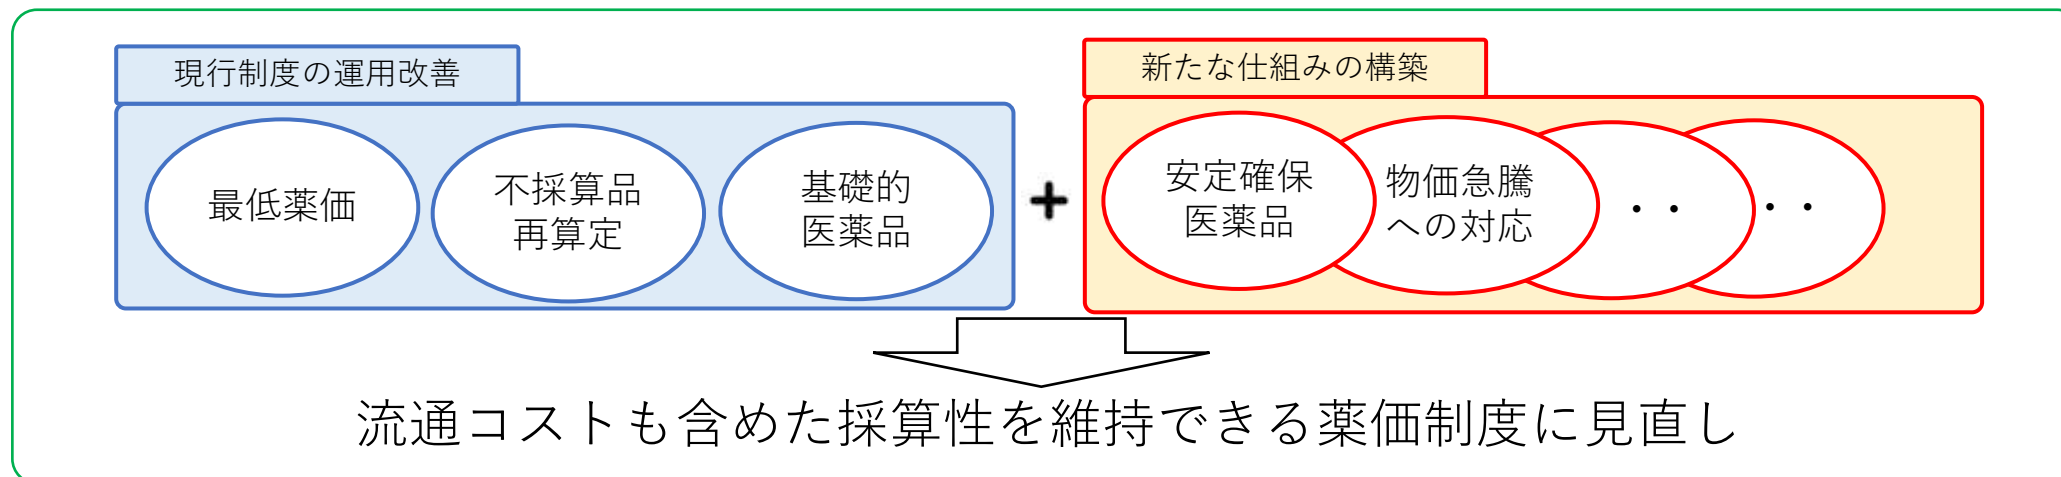 現行制度の運用改善
最低薬価
不採算品
再算定
基礎的
医薬品
+
新たな仕組みの構築
安定確保
医薬品
物価急騰
への対応
・・
・・
流通コストも含めた採算性を維持できる薬価制度に見直し